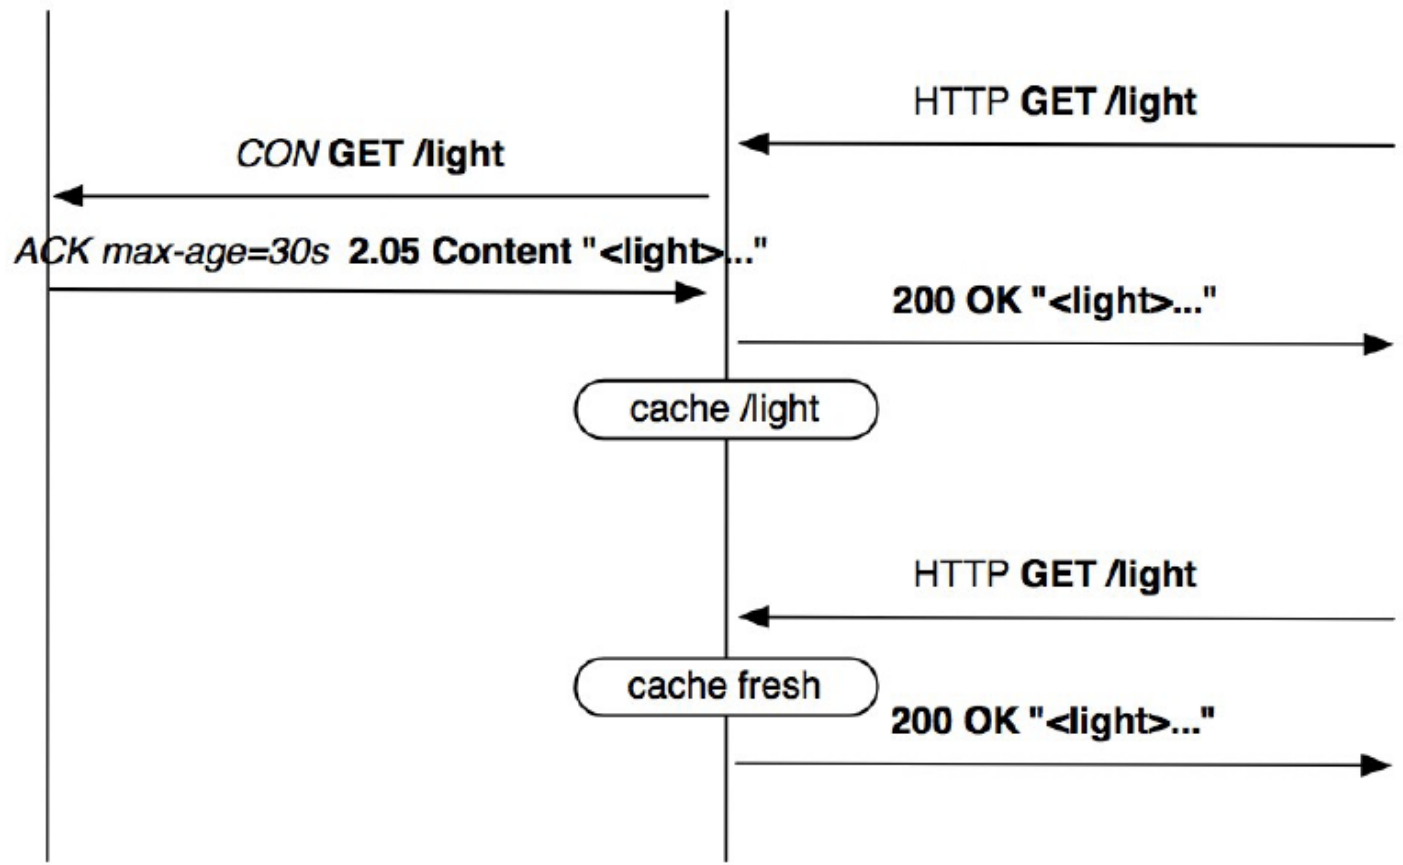 HTTP GET /light
CON GET /light
ACK max-age=30s 2.05 Content "<light>..."
200 OK "<light>..."
cache /light
HTTP GET /light
cache fresh
200 OK "<light>..."